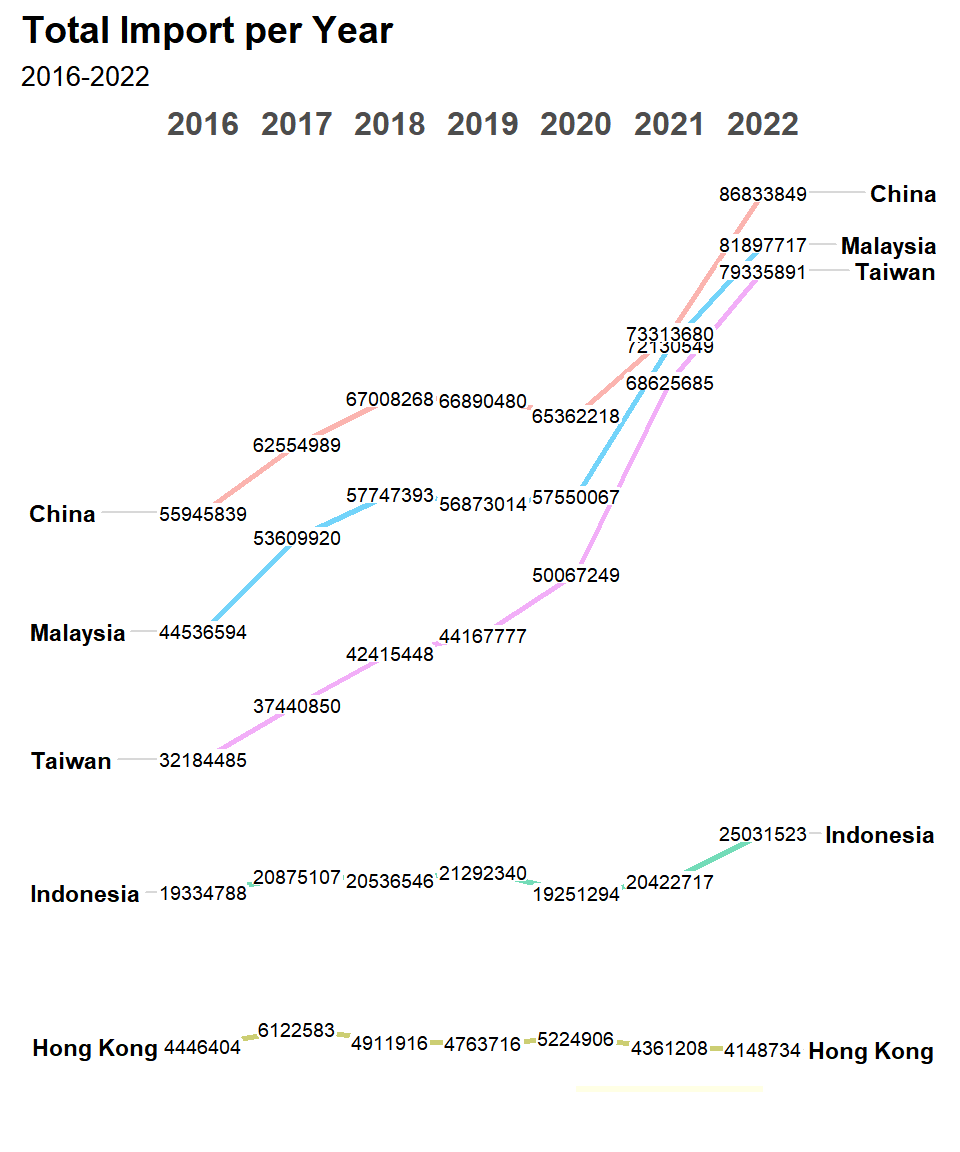 Total Import per Year
2016-2022
2016 2017 2018 2019 2020 2021 2022
86833849 China
81897717 Malaysia
79335891 Taiwan
73313680
72130549
68625685
67008268 66890480
65362218
62554989
57747393 56873014 57550067
China 55945839
53609920
50067249
Malaysia 44536594
44167777
42415448
37440850
Taiwan 32184485
25031523 Indonesia
21292340
20875107 20536546
20422717
Indonesia 19334788
19251294
6122583
5224906
4911916 4763716
Hong Kong 4446404
4361208 4148734 Hong Kong